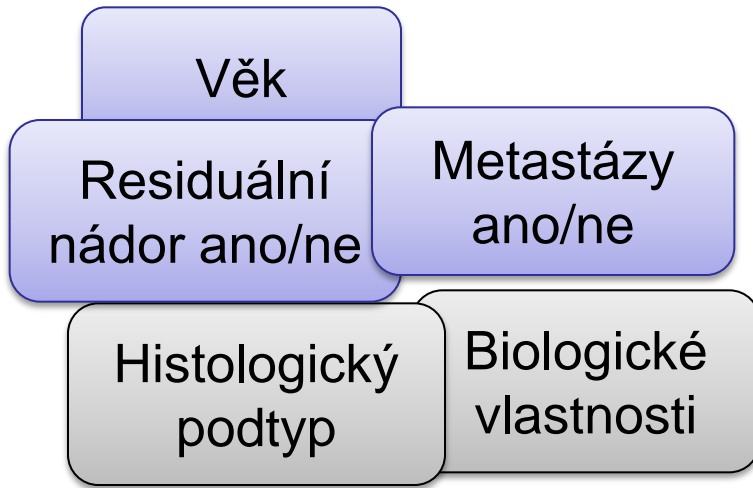 Věk
Residuální
nádor ano/ne
Metastázy
ano/ne
Histologický
podtyp
Biologické
vlastnosti